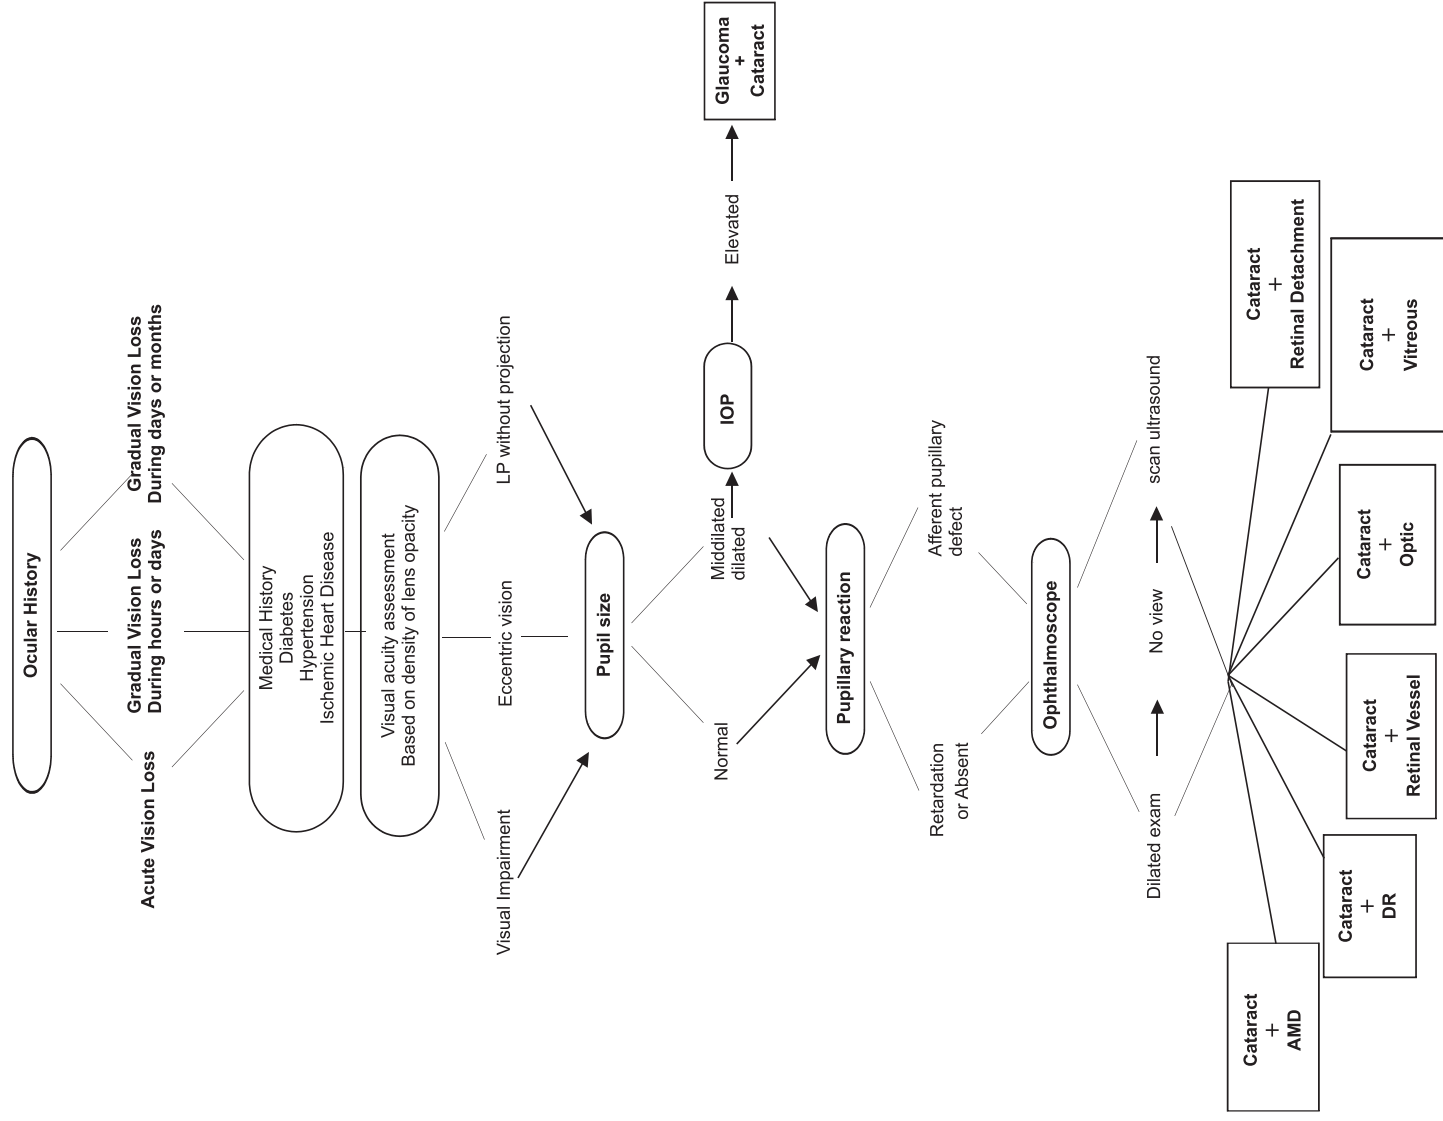 Ocular History
Acute Vision Loss
Gradual Vision Loss
During hours or days
Gradual Vision Loss
During days or months
Medical History
Diabetes
Hypertension
Ischemic Heart Disease
Visual acuity assessment
Based on density of lens opacity
Visual Impairment
Eccentric vision
LP without projection
Pupil size
Normal
Middilated
dilated
IOP
Elevated
Glaucoma
+
Cataract
Pupillary reaction
Retardation
or Absent
Afferent pupillary
defect
Ophthalmoscope
Dilated exam
No view
scan ultrasound
Cataract
+
AMD
Cataract
+
DR
Cataract
+
Retinal Vessel
Cataract
+
Optic
Cataract
+
Vitreous
Cataract
+
Retinal Detachment